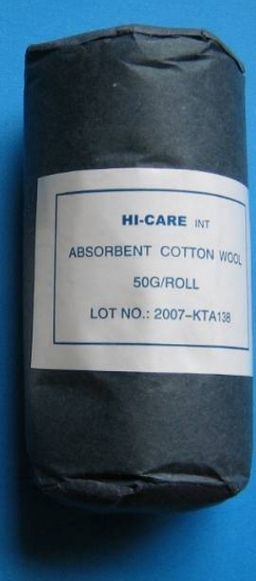 HI-CARE INT
ABSORBENT COTTON WOOL
50G/ROLL
LOT NO.: 2007-KTA138